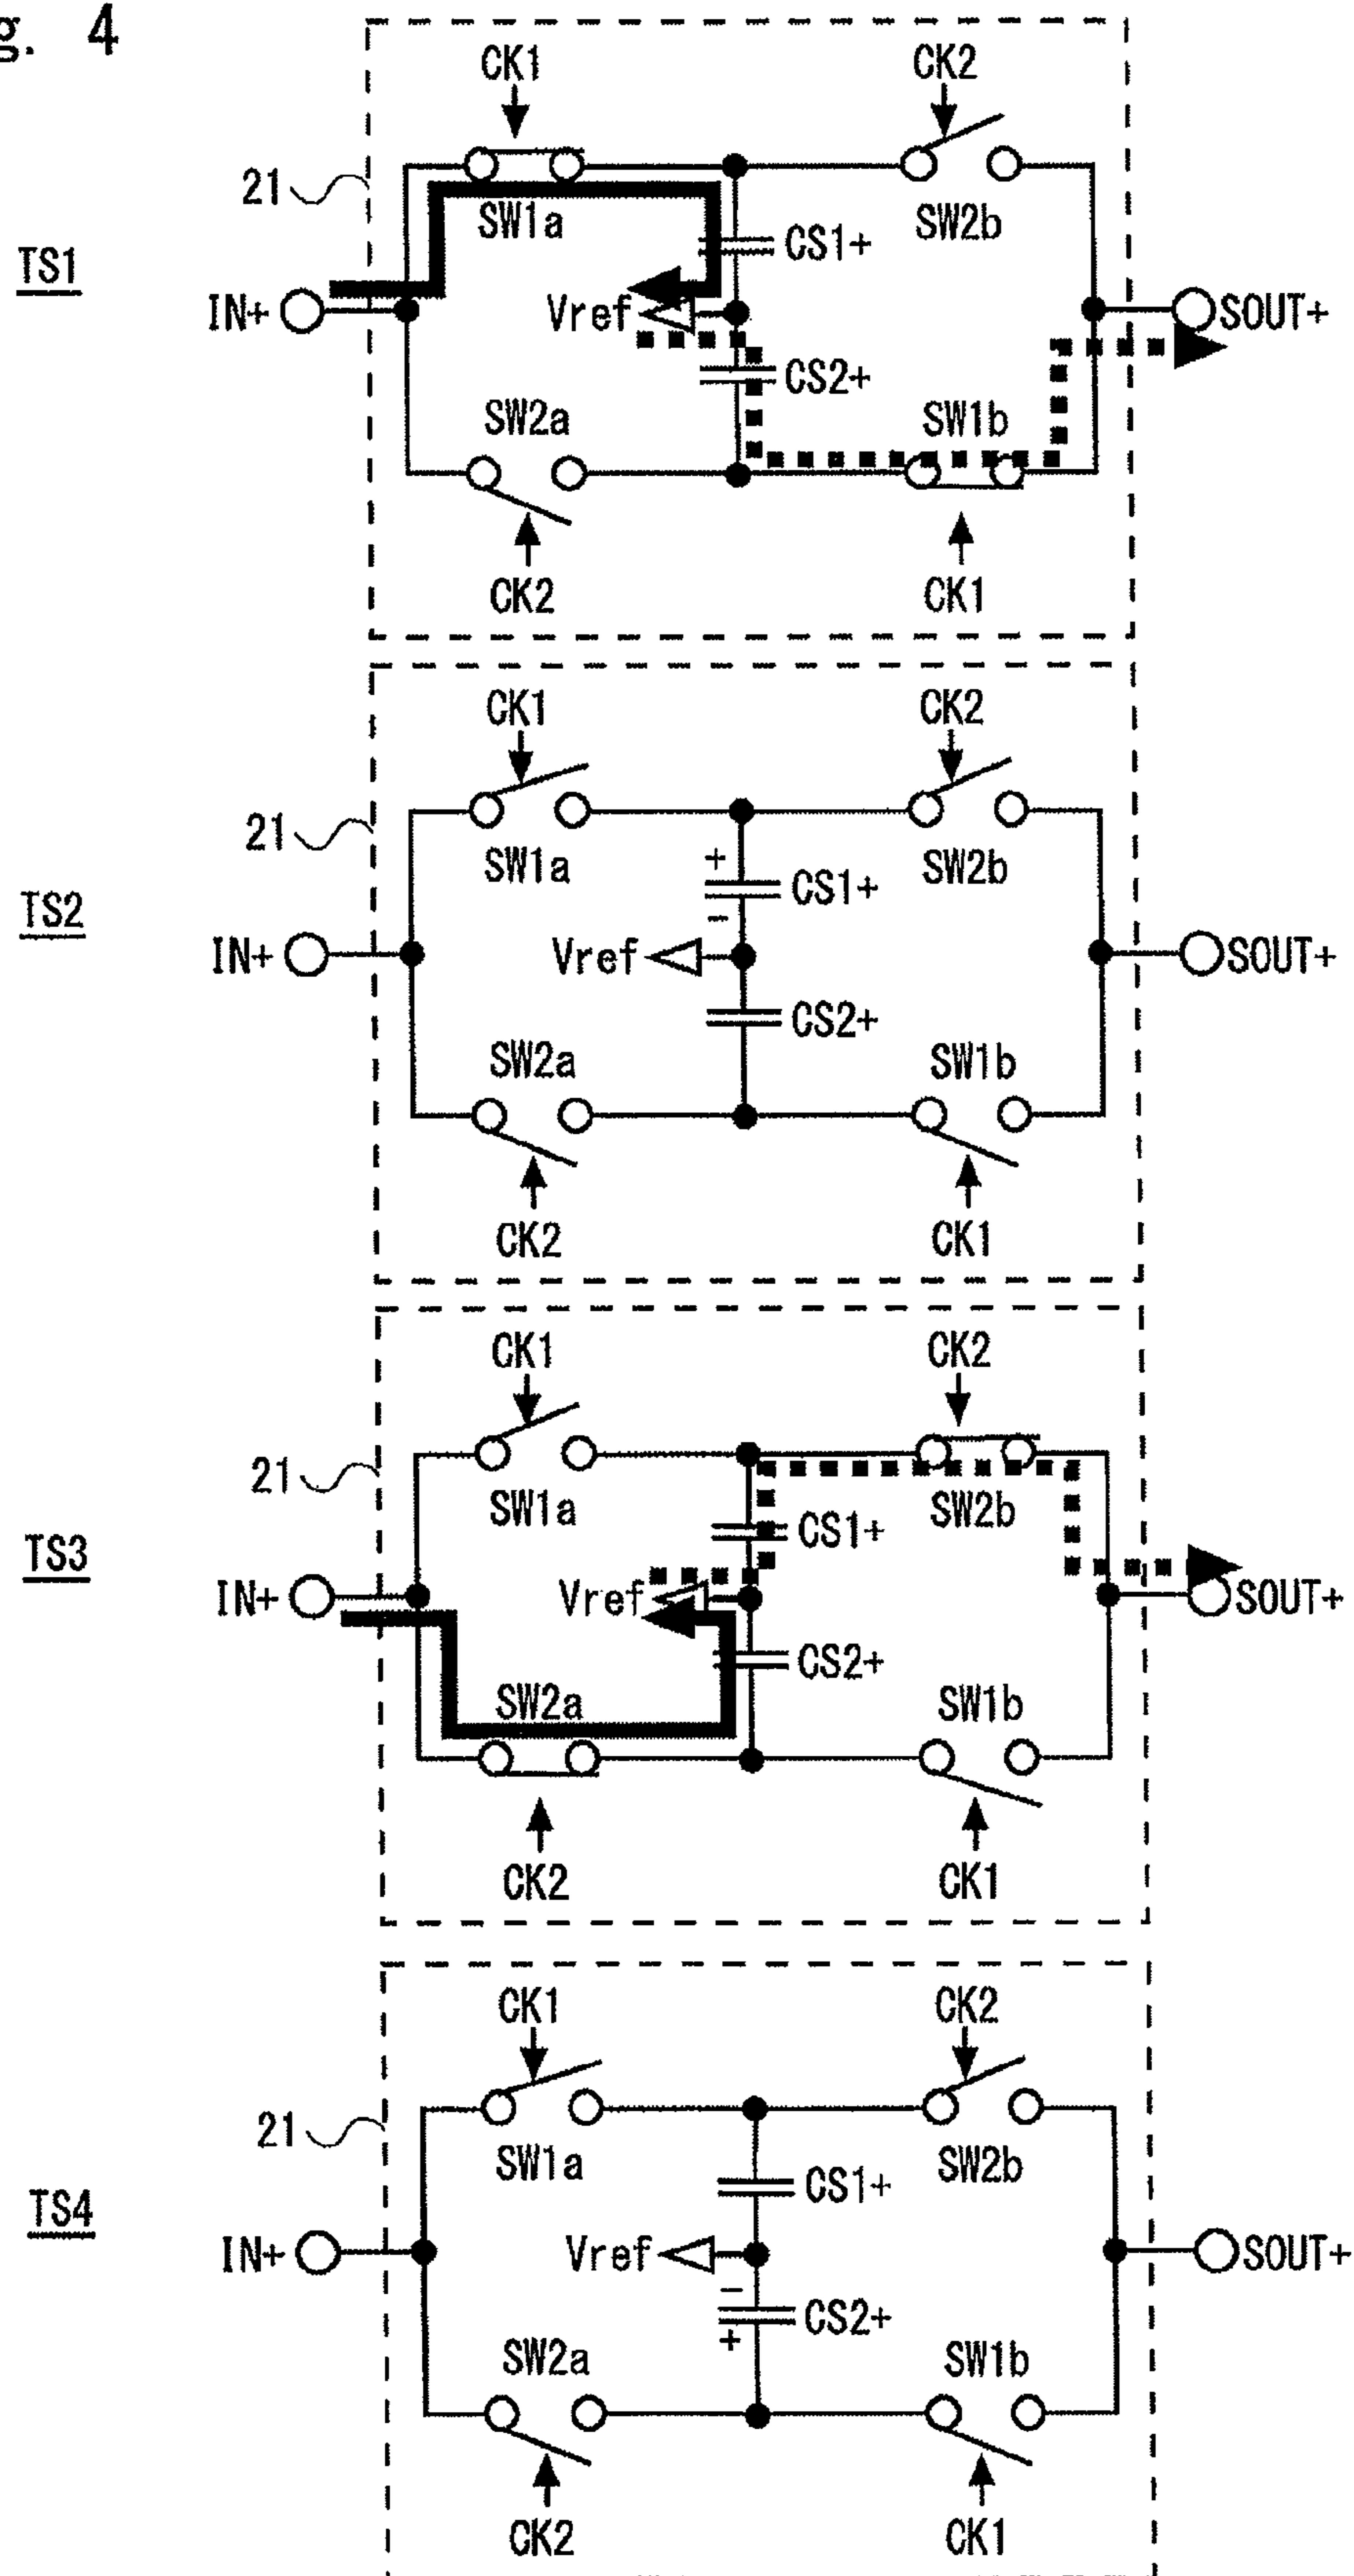 g. 4
CK1 CK2
21
SW1a SW2b
CS1+
TS1
IN+ Vref SOUT+
CS2+
SW2a SW1b
CK2 CK1
CK1 CK2
21
SW1a SW2b
+
CS1+
TS2
-
IN+ Vref SOUT+
CS2+
SW2a SW1b
CK2 CK1
CK1 CK2
21
SW1a SW2b
CS1+
TS3
IN+ Vref SOUT+
CS2+
SW2a SW1b
CK2 CK1
CK1 CK2
21
SW1a SW2b
CS1+
TS4
IN+ Vref SOUT+
-
CS2+
+
SW2a SW1b
CK2 CK1